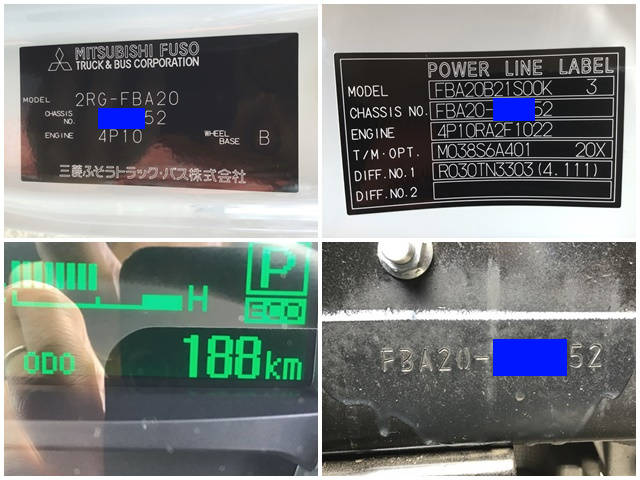 MITSUBISHI FUSO
TRUCK & BUS CORPORATION
MODEL 2RG-FBA20
CHASSIS NO. 52
ENGINE 4P10 WHEEL BASE B
三菱ふそうトラック・バス株式会社
POWER LINE LABEL
MODEL FBA20B21S00K 3
CHASSIS NO. FBA20- 52
ENGINE 4P10RA2F1022
T/M·OPT. M038S6A401 20X
DIFF.NO.1 R030TN3303(4.111)
DIFF.NO.2
H P
ECO
ODO 188km
FBA20- 52